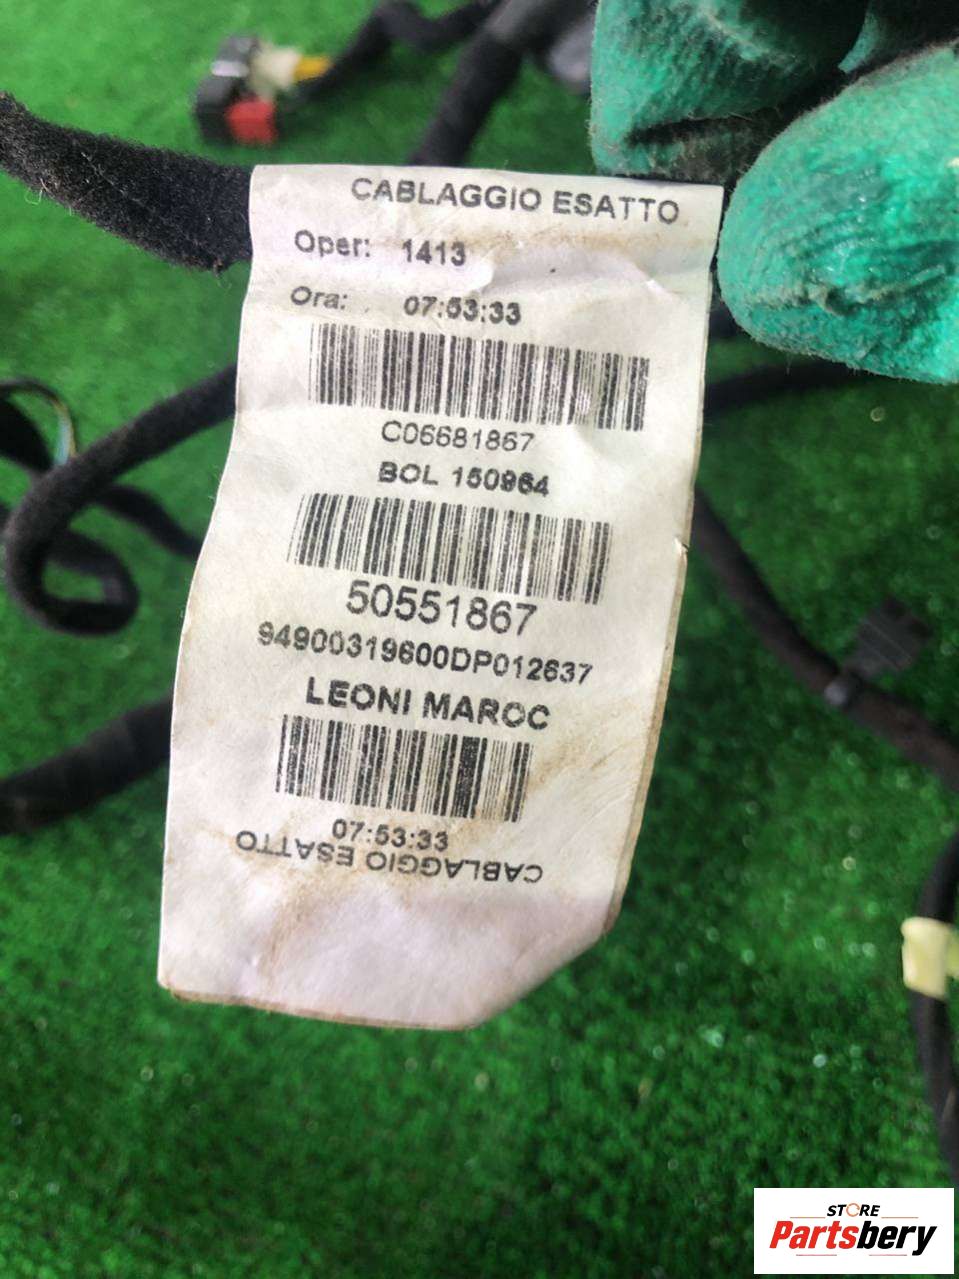 CABLAGGIO ESATTO
Oper: 1413
Ora: 07:53:33
C06681867
BOL 150964
50551867
94900319600DP012637
LEONI MAROC
07:53:33
CABLAGGIO ESATTO
STORE
Partsbery